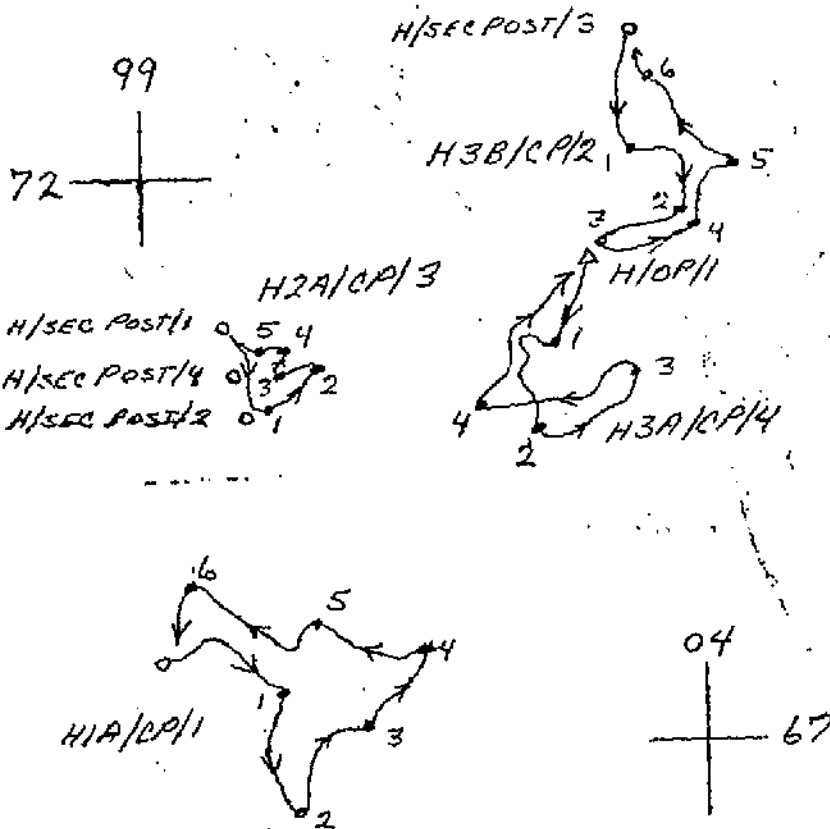 H/SEC POST/3
99
6
H3B/CP/2
1
5
72
2
3
4
H/OP/1
H2A/CP/3
H/SEC POST/1
5
4
1
H/SEC POST/4
3
2
3
H/SEC POST/2
1
4
H3A/CP/4
2
6
5
04
4
1
67
H1A/CP/1
3
2